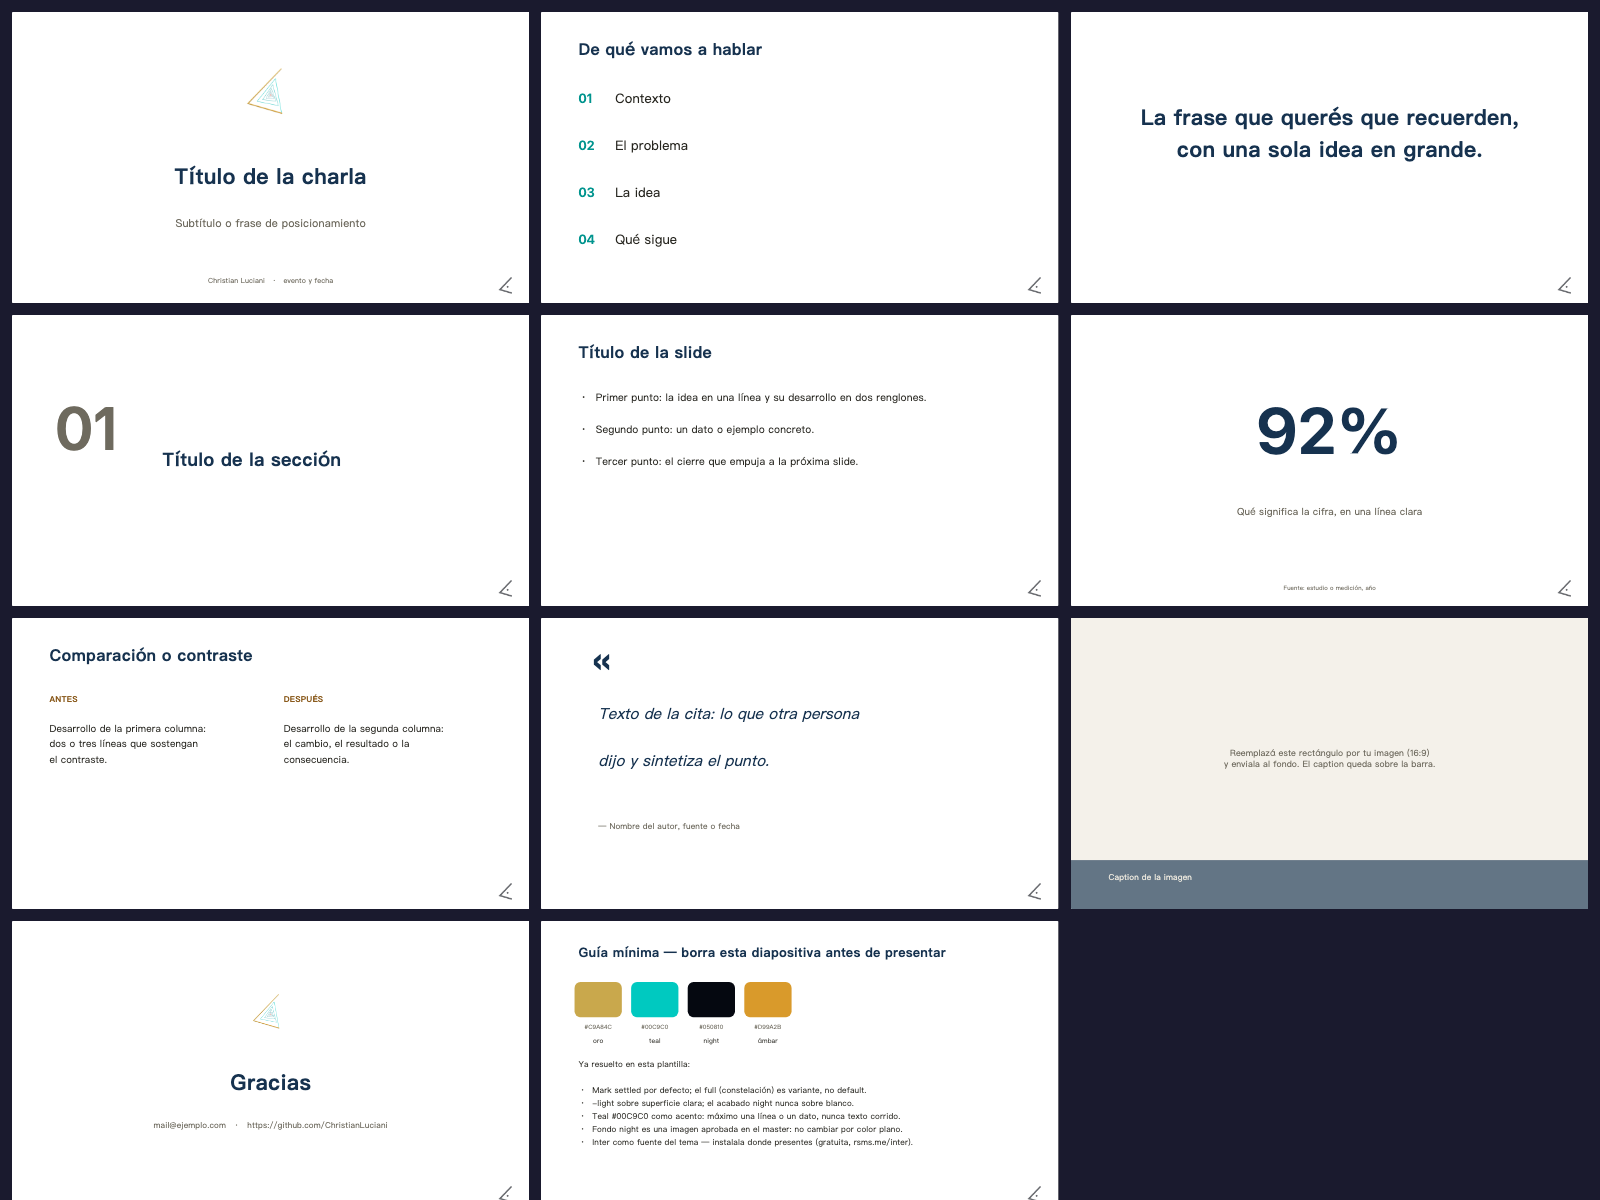 Título de la charla
Subtítulo o frase de posicionamiento
Christian Luciani · evento y fecha
De qué vamos a hablar
01 Contexto
02 El problema
03 La idea
04 Qué sigue
La frase que querés que recuerden,
con una sola idea en grande.
01
Título de la sección
Título de la slide
· Primer punto: la idea en una línea y su desarrollo en dos renglones.
· Segundo punto: un dato o ejemplo concreto.
· Tercer punto: el cierre que empuja a la próxima slide.
92%
Qué significa la cifra, en una línea clara
Fuente: estudio o medición, año
Comparación o contraste
ANTES
Desarrollo de la primera columna:
dos o tres líneas que sostengan
el contraste.
DESPUÉS
Desarrollo de la segunda columna:
el cambio, el resultado o la
consecuencia.
«
Texto de la cita: lo que otra persona
dijo y sintetiza el punto.
— Nombre del autor, fuente o fecha
Reemplazá este rectángulo por tu imagen (16:9)
y enviala al fondo. El caption queda sobre la barra.
Caption de la imagen
Gracias
mail@ejemplo.com · https://github.com/ChristianLuciani
Guía mínima — borra esta diapositiva antes de presentar
#C9A84C #00C9C0 #050810 #D99A2B
oro teal night ámbar
Ya resuelto en esta plantilla:
· Mark settled por defecto; el full (constelación) es variante, no default.
· –light sobre superficie clara; el acabado night nunca sobre blanco.
· Teal #00C9C0 como acento: máximo una línea o un dato, nunca texto corrido.
· Fondo night es una imagen aprobada en el master: no cambiar por color plano.
· Inter como fuente del tema — instalala donde presentes (gratuita, rsms.me/inter).